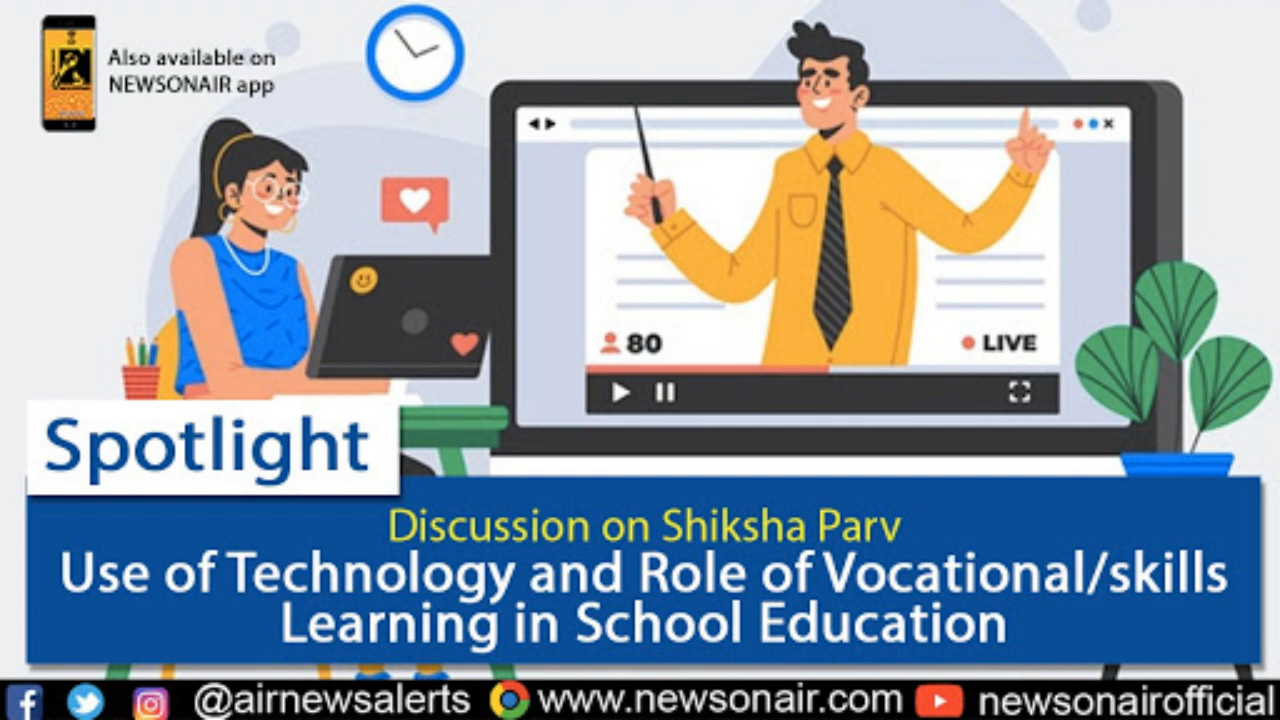 Also available on
NEWSONAIR app
80
LIVE
Spotlight
Discussion on Shiksha Parv
Use of Technology and Role of Vocational/skills
Learning in School Education
@airnewsalerts www.newsonair.com newsonairofficial